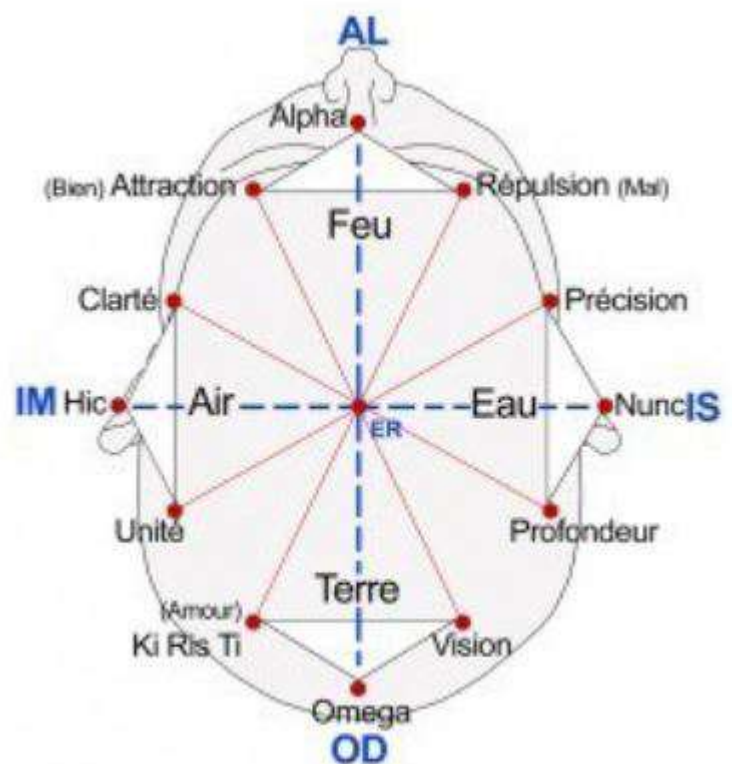 AL
Alpha
(Bien) Attraction
Répulsion (Mal)
Feu
Clarté
Précision
IM Hic
Air
Eau
Nunc IS
ER
Unité
Profondeur
Terre
(Amour)
Ki Ris Ti
Vision
Omega
OD